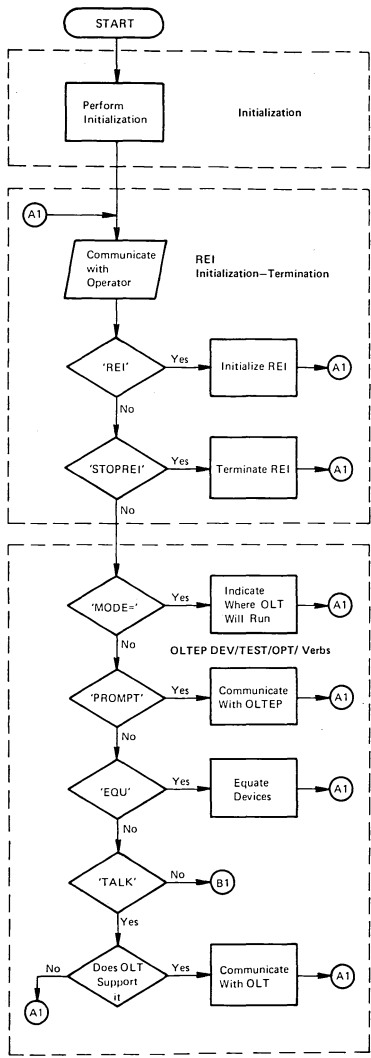 START
Perform
Initialization
Initialization
A1
Communicate
with
Operator
REI
Initialization—Termination
'REI'
Yes
Initialize REI
A1
No
'STOPREI'
Yes
Terminate REI
A1
No
'MODE='
Yes
Indicate
Where OLT
Will Run
A1
No
OLTEP DEV/TEST/OPT/ Verbs
'PROMPT'
Yes
Communicate
With OLTEP
A1
No
'EQU'
Yes
Equate
Devices
A1
No
'TALK'
No
B1
Yes
Does OLT
Support
it
No
Yes
Communicate
With OLT
A1
A1